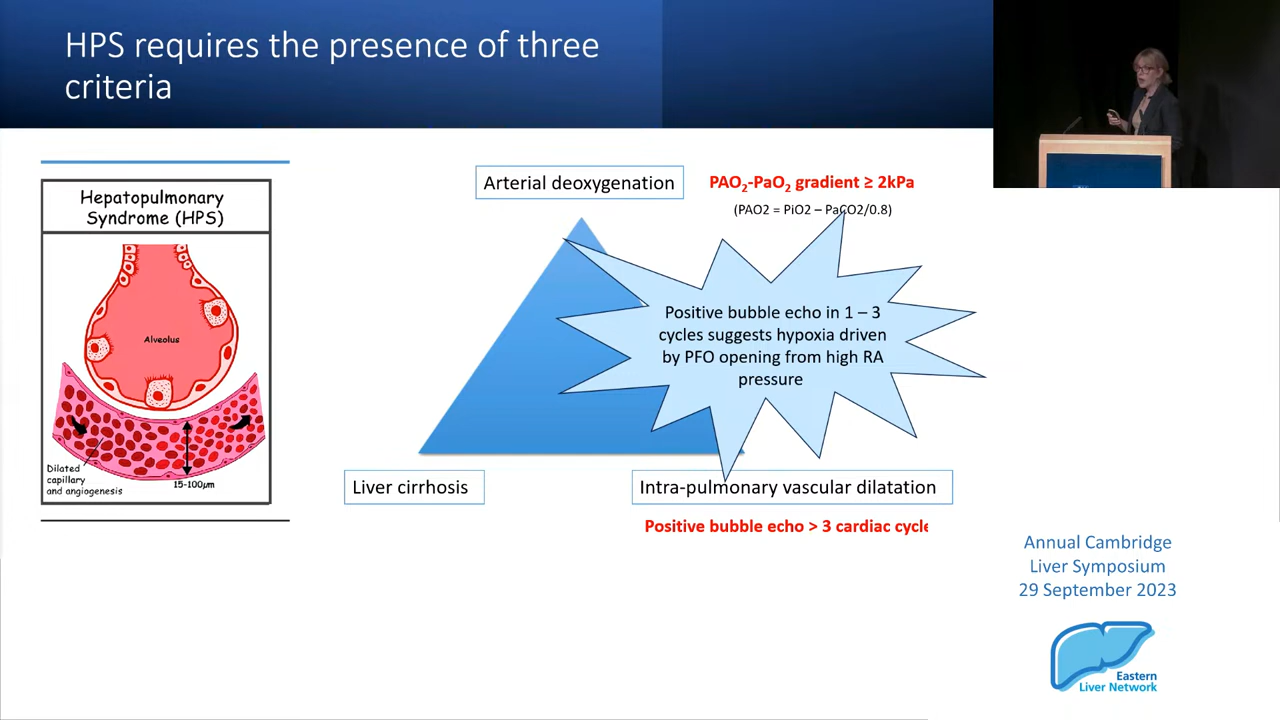 HPS requires the presence of three
criteria
Hepatopulmonary
Syndrome (HPS)
Alveolus
Dilated
capillary
and angiogenesis
15-100µm
Arterial deoxygenation
PAO2-PaO2 gradient ≥ 2kPa
(PAO2 = PiO2 – PaCO2/0.8)
Positive bubble echo in 1 – 3
cycles suggests hypoxia driven
by PFO opening from high RA
pressure
Liver cirrhosis
Intra-pulmonary vascular dilatation
Positive bubble echo > 3 cardiac cycle
Annual Cambridge
Liver Symposium
29 September 2023
Eastern
Liver Network